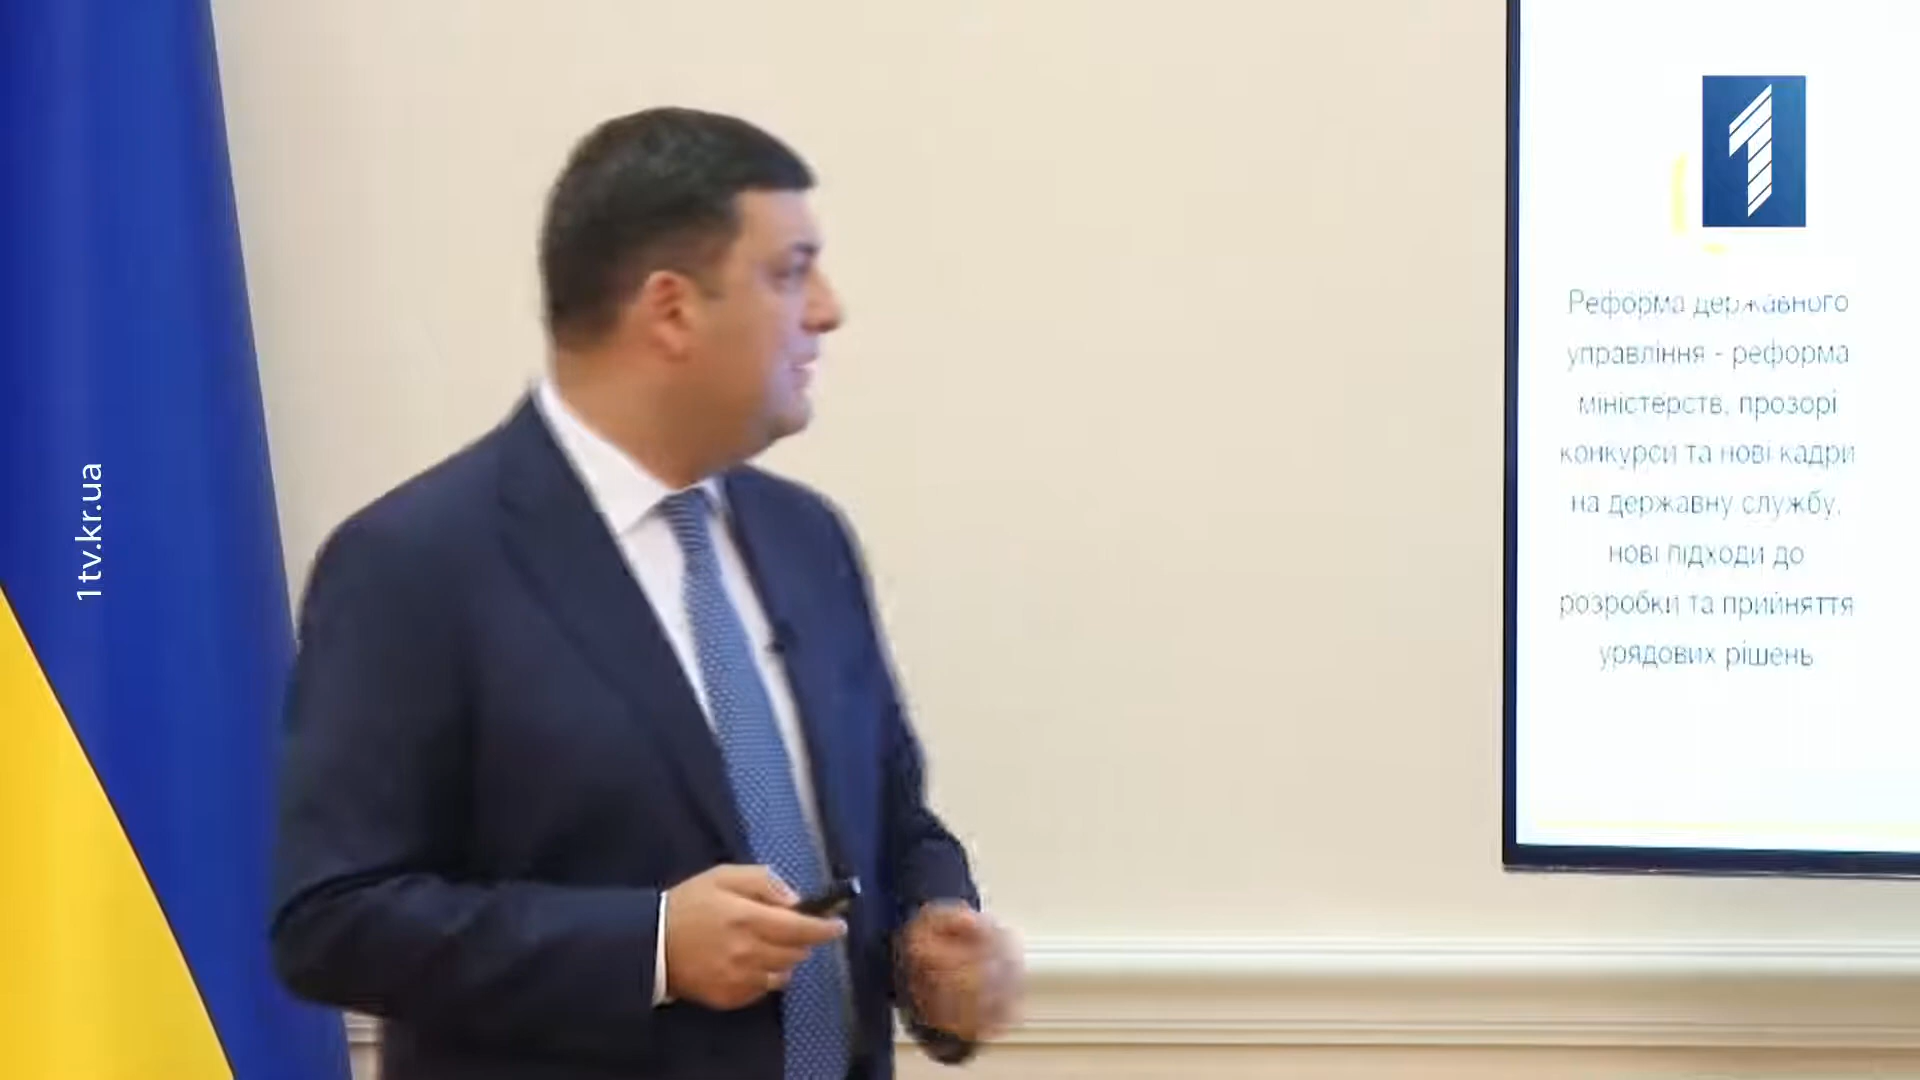 1
Реформа державного
управління - реформа
міністерств, прозорі
конкурси та нові кадри
на державну службу,
нові підходи до
розробки та прийняття
урядових рішень
1tv.kr.ua